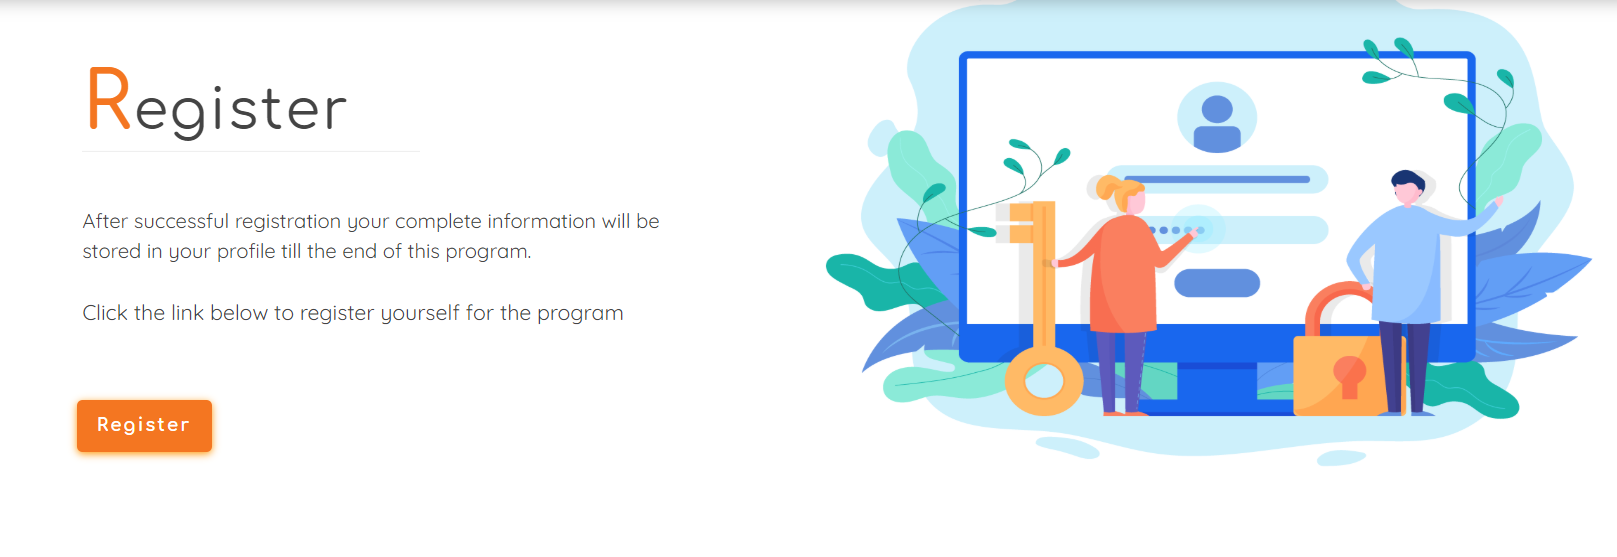 Register
After successful registration your complete information will be
stored in your profile till the end of this program.
Click the link below to register yourself for the program
Register